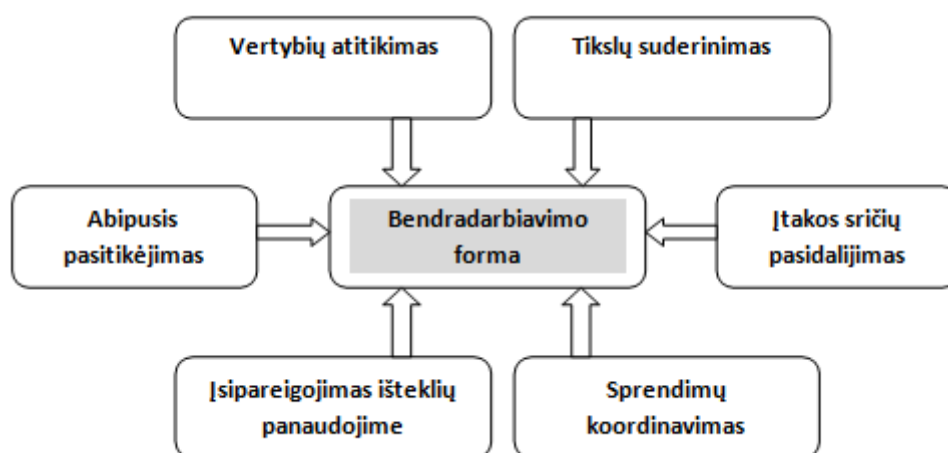 Vertybių atitikimas
Tikslų suderinimas
Abipusis
pasitikėjimas
Bendradarbiavimo
forma
Įtakos sričių
pasidalijimas
Įsipareigojimas išteklių
panaudojime
Sprendimų
koordinavimas